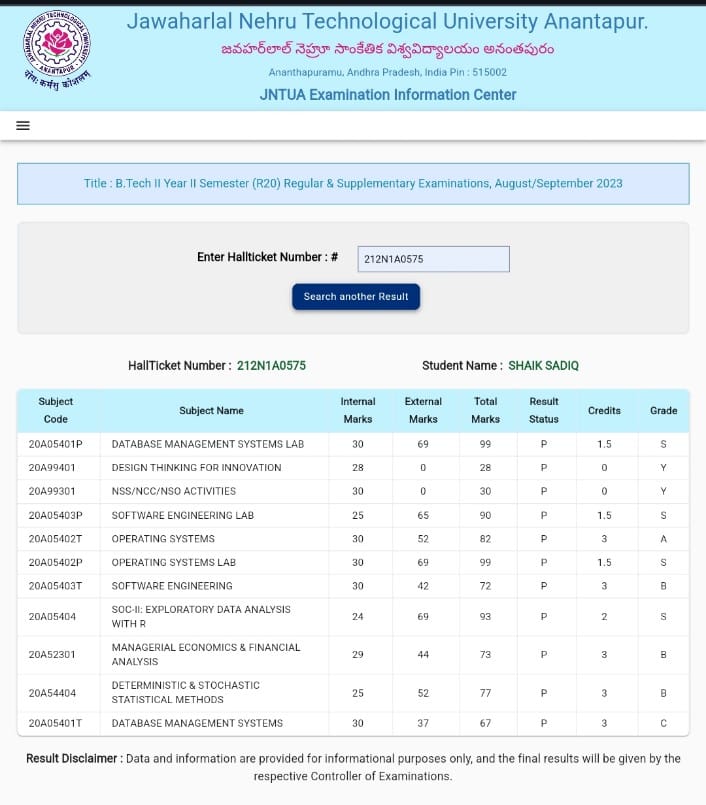 Jawaharlal Nehru Technological University Anantapur.
జవహర్‌లాల్ నెహ్రూ సాంకేతిక విశ్వవిద్యాలయం అనంతపురం
Ananthapuramu, Andhra Pradesh, India Pin : 515002
JNTUA Examination Information Center
JAWAHARLAL NEHRU TECHNOLOGICAL UNIVERSITY
ANANTAPUR
योगः कर्मसु कौशलम्
Title : B.Tech II Year II Semester (R20) Regular & Supplementary Examinations, August/September 2023
Enter Hallticket Number : # 212N1A0575
Search another Result
HallTicket Number : 212N1A0575 Student Name : SHAIK SADIQ
Subject Code Subject Name Internal Marks External Marks Total Marks Result Status Credits Grade
20A05401P DATABASE MANAGEMENT SYSTEMS LAB 30 69 99 P 1.5 S
20A99401 DESIGN THINKING FOR INNOVATION 28 0 28 P 0 Y
20A99301 NSS/NCC/NSO ACTIVITIES 30 0 30 P 0 Y
20A05403P SOFTWARE ENGINEERING LAB 25 65 90 P 1.5 S
20A05402T OPERATING SYSTEMS 30 52 82 P 3 A
20A05402P OPERATING SYSTEMS LAB 30 69 99 P 1.5 S
20A05403T SOFTWARE ENGINEERING 30 42 72 P 3 B
20A05404 SOC-II: EXPLORATORY DATA ANALYSIS WITH R 24 69 93 P 2 S
20A52301 MANAGERIAL ECONOMICS & FINANCIAL ANALYSIS 29 44 73 P 3 B
20A54404 DETERMINISTIC & STOCHASTIC STATISTICAL METHODS 25 52 77 P 3 B
20A05401T DATABASE MANAGEMENT SYSTEMS 30 37 67 P 3 C
Result Disclaimer : Data and information are provided for informational purposes only, and the final results will be given by the
respective Controller of Examinations.